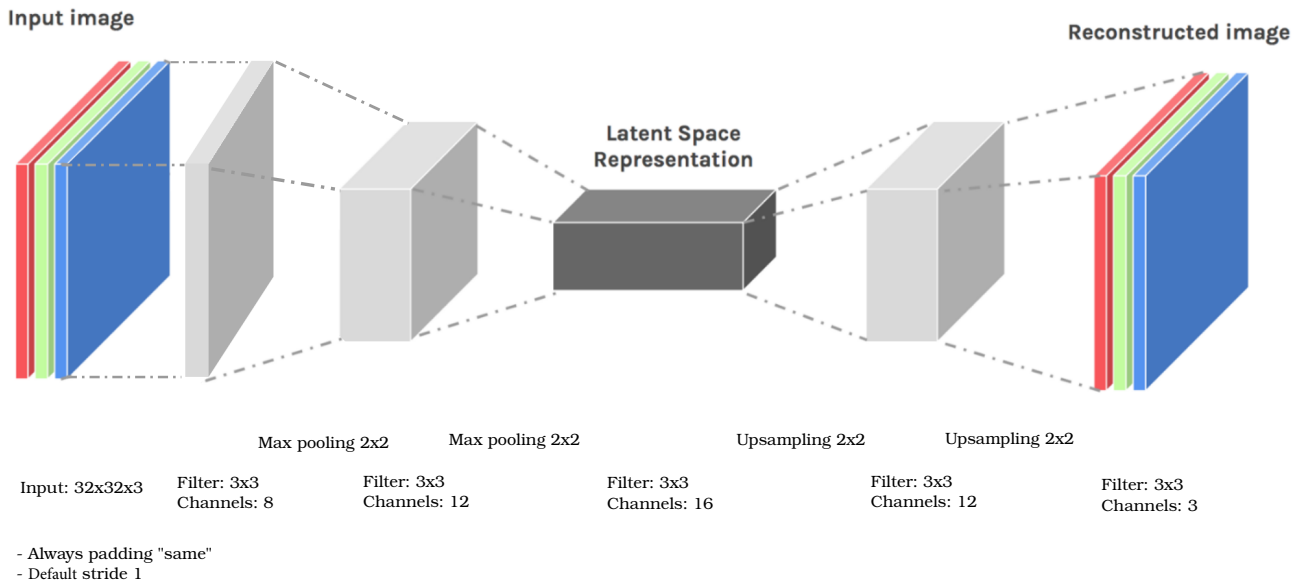 Input image
Reconstructed image
Latent Space
Representation
Max pooling 2x2
Max pooling 2x2
Upsampling 2x2
Upsampling 2x2
Input: 32x32x3
Filter: 3x3
Channels: 8
Filter: 3x3
Channels: 12
Filter: 3x3
Channels: 16
Filter: 3x3
Channels: 12
Filter: 3x3
Channels: 3
- Always padding "same"
- Default stride 1